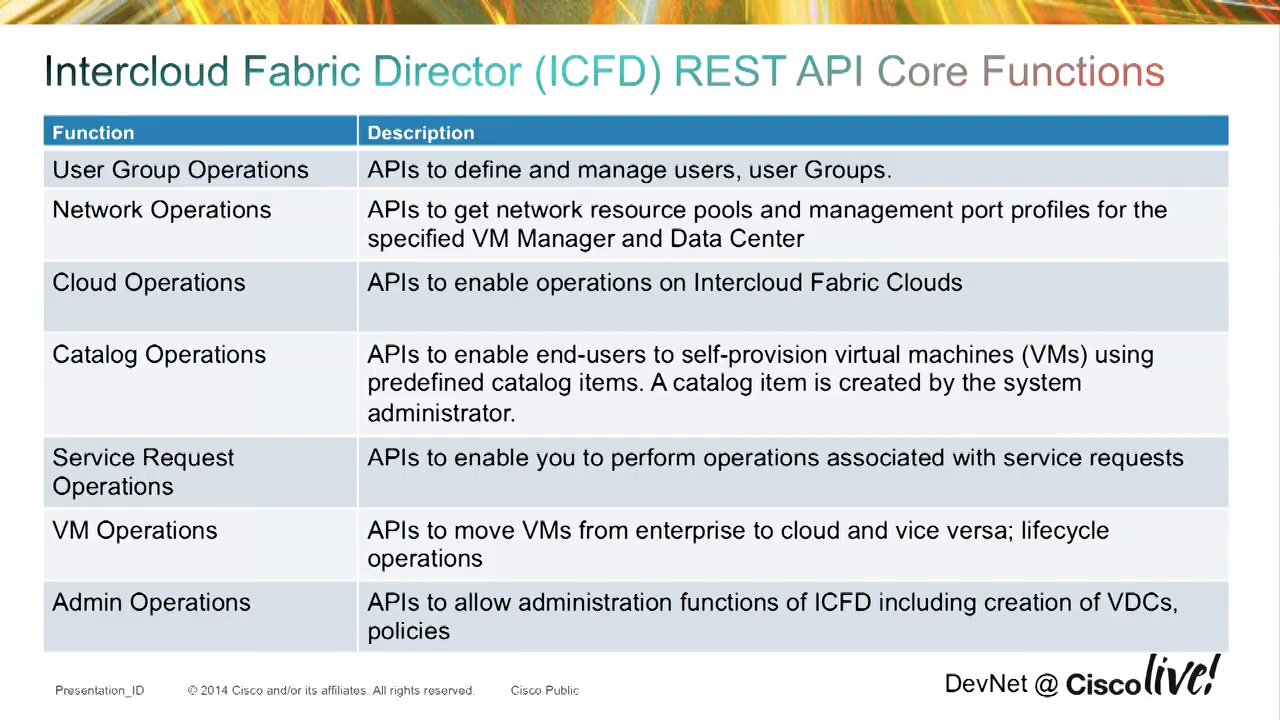 Intercloud Fabric Director (ICFD) REST API Core Functions
Function
Description
User Group Operations
APIs to define and manage users, user Groups.
Network Operations
APIs to get network resource pools and management port profiles for the
specified VM Manager and Data Center
Cloud Operations
APIs to enable operations on Intercloud Fabric Clouds
Catalog Operations
APIs to enable end-users to self-provision virtual machines (VMs) using
predefined catalog items. A catalog item is created by the system
administrator.
Service Request
Operations
APIs to enable you to perform operations associated with service requests
VM Operations
APIs to move VMs from enterprise to cloud and vice versa; lifecycle
operations
Admin Operations
APIs to allow administration functions of ICFD including creation of VDCs,
policies
Presentation_ID
© 2014 Cisco and/or its affiliates. All rights reserved.
Cisco Public
DevNet @ Cisco live!